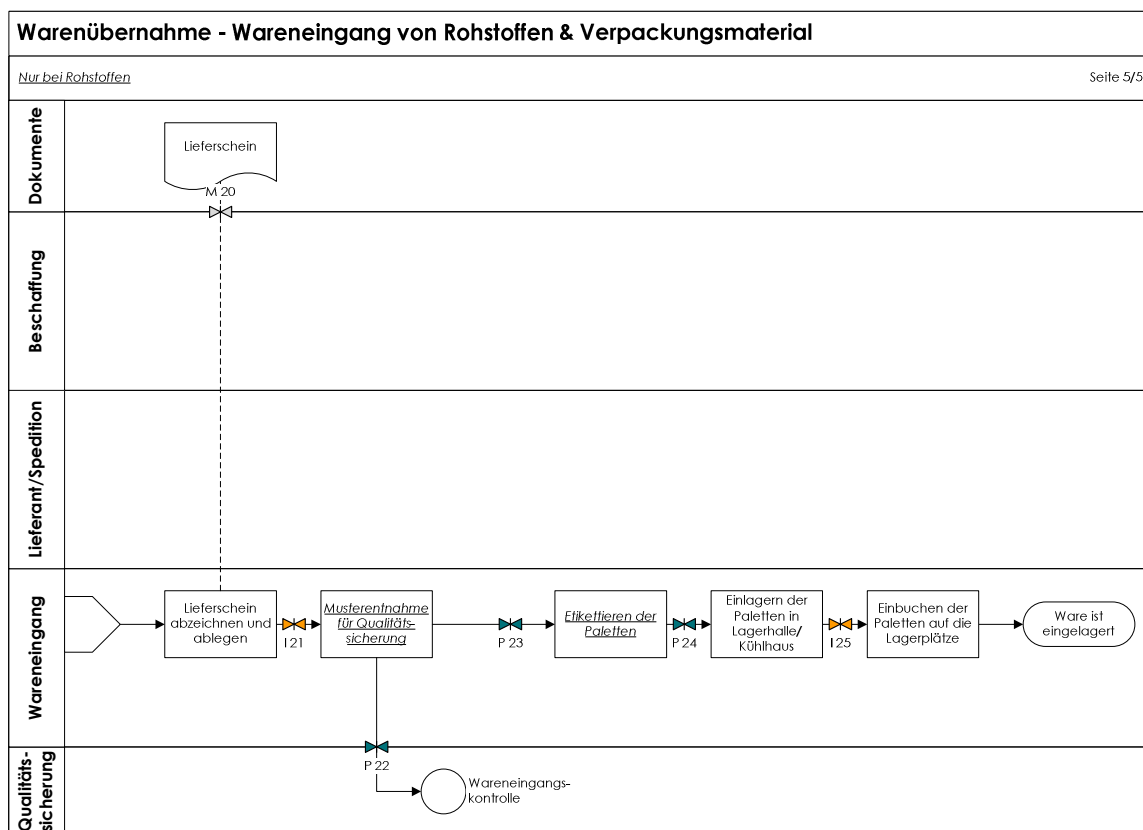 Warenübernahme - Wareneingang von Rohstoffen & Verpackungsmaterial
Nur bei Rohstoffen
Seite 5/5
Dokumente
Lieferschein
M 20
Beschaffung
Lieferant/Spedition
Wareneingang
Lieferschein
abzeichnen und
ablegen
I 21
Musterentnahme
für Qualitäts-
sicherung
P 23
Etikettieren der
Paletten
P 24
Einlagern der
Paletten in
Lagerhalle/
Kühlhaus
I 25
Einbuchen der
Paletten auf die
Lagerplätze
Ware ist
eingelagert
Qualitäts-
sicherung
P 22
Wareneingangs-
kontrolle